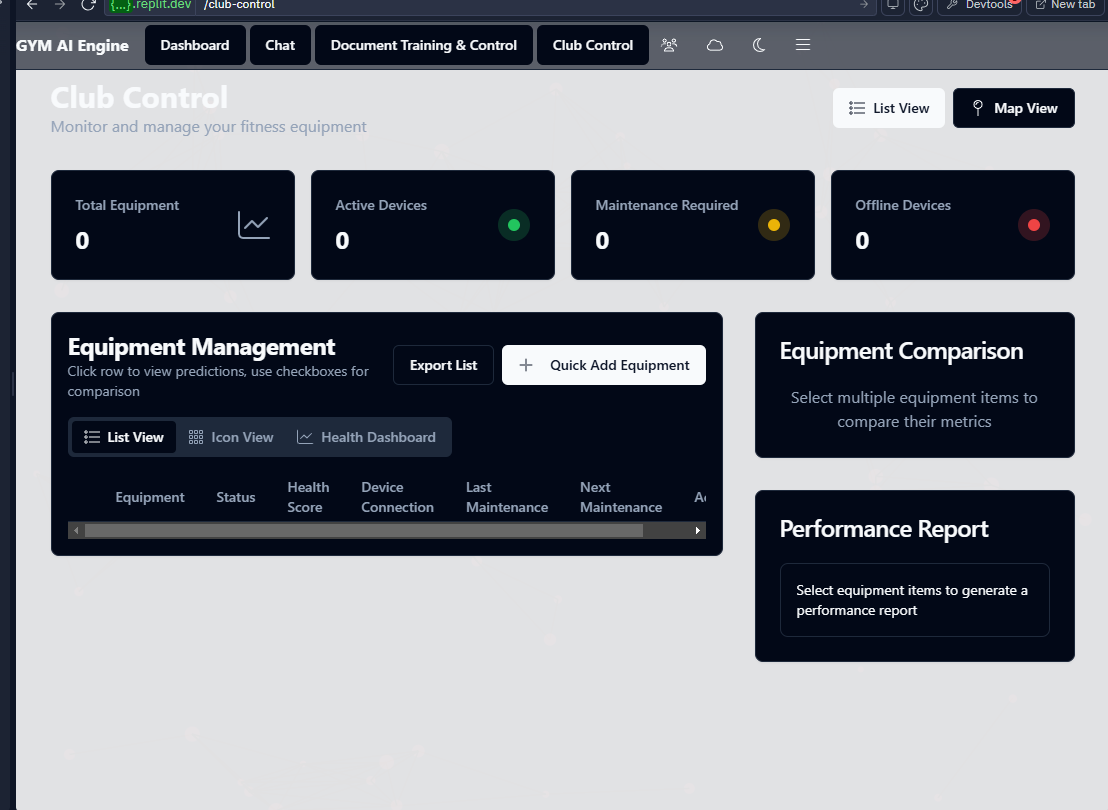 {...}.replit.dev /club-control
Devtools
New tab
GYM AI Engine
Dashboard
Chat
Document Training & Control
Club Control
Club Control
Monitor and manage your fitness equipment
List View
Map View
Total Equipment
0
Active Devices
0
Maintenance Required
0
Offline Devices
0
Equipment Management
Click row to view predictions, use checkboxes for
comparison
Export List
Quick Add Equipment
List View
Icon View
Health Dashboard
Equipment
Status
Health
Score
Device
Connection
Last
Maintenance
Next
Maintenance
Equipment Comparison
Select multiple equipment items to
compare their metrics
Performance Report
Select equipment items to generate a
performance report